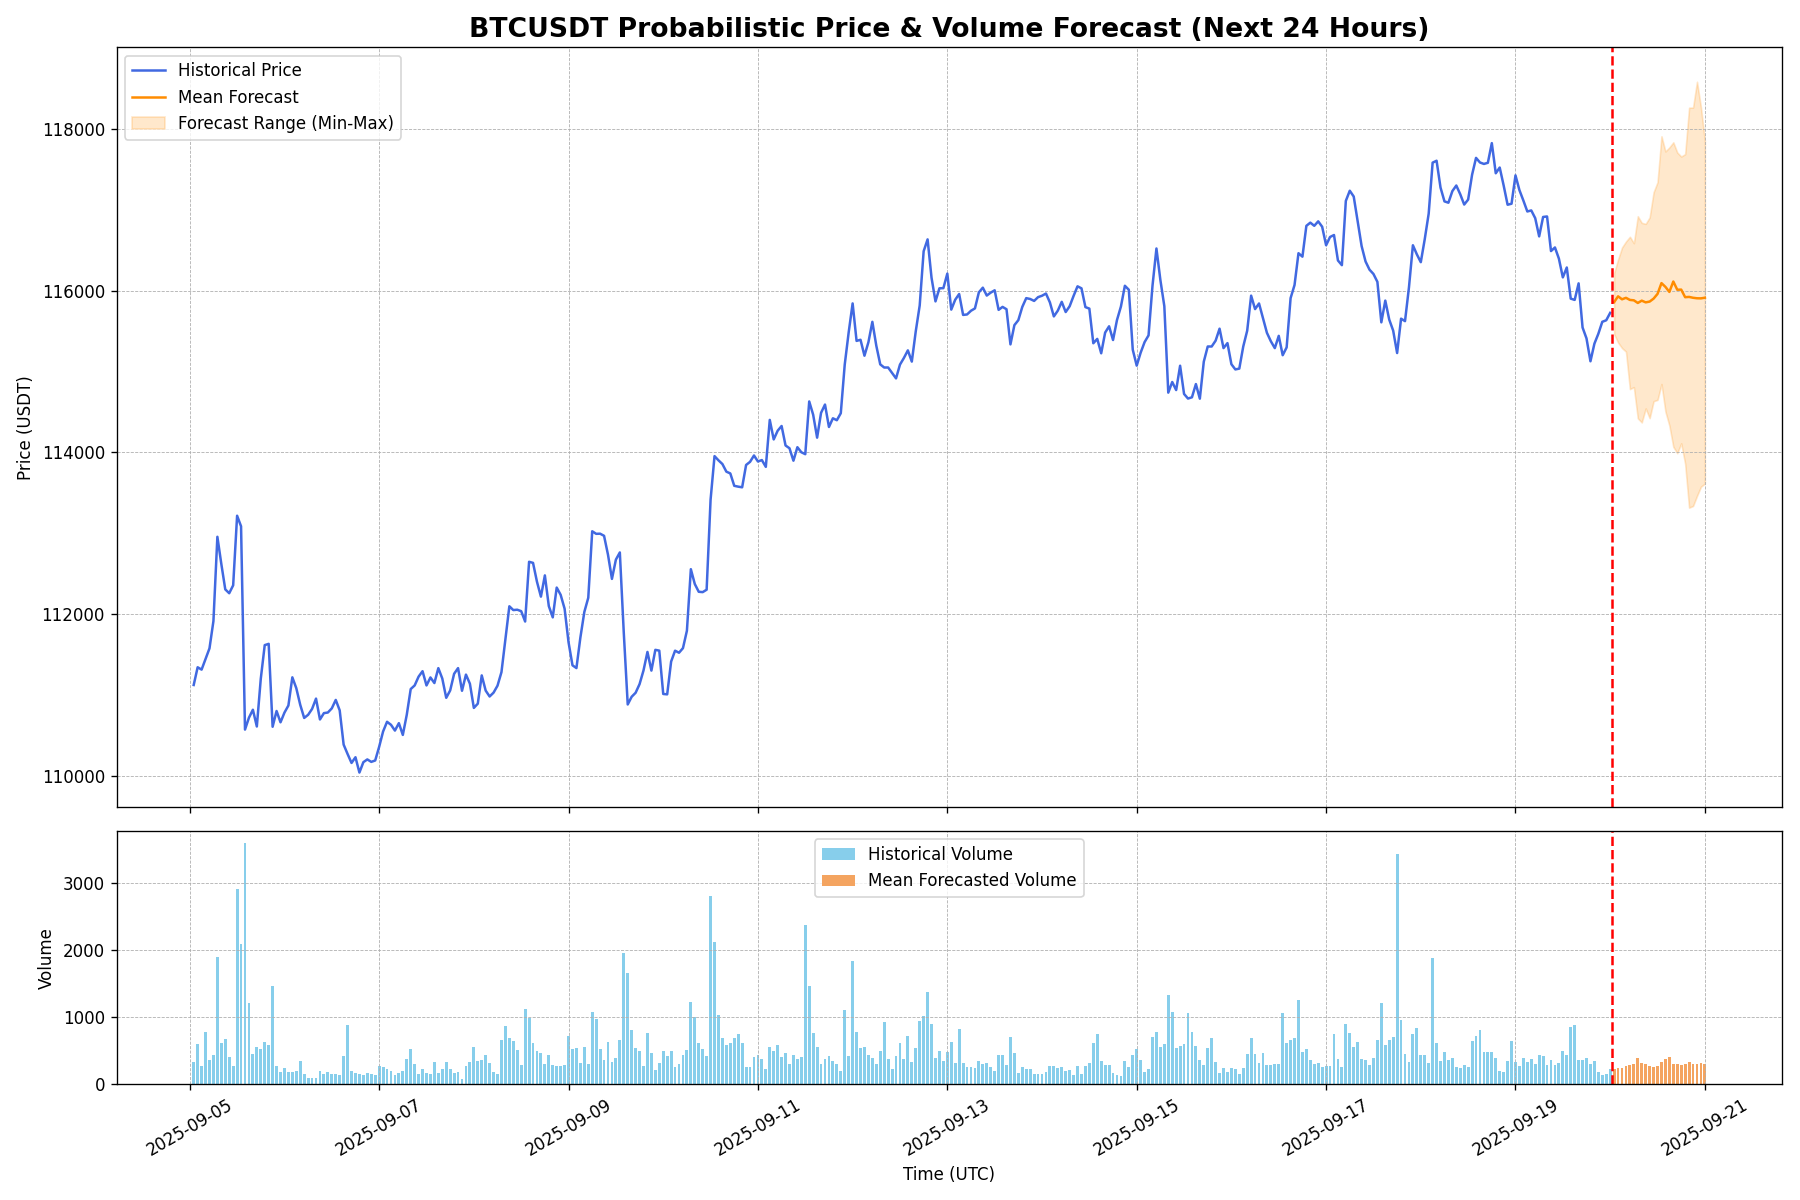 BTCUSDT Probabilistic Price & Volume Forecast (Next 24 Hours)
Historical Price
Mean Forecast
Forecast Range (Min-Max)
118000
116000
114000
112000
110000
Price (USDT)
Historical Volume
Mean Forecasted Volume
3000
2000
1000
0
Volume
2025-09-05
2025-09-07
2025-09-09
2025-09-11
2025-09-13
2025-09-15
2025-09-17
2025-09-19
2025-09-21
Time (UTC)